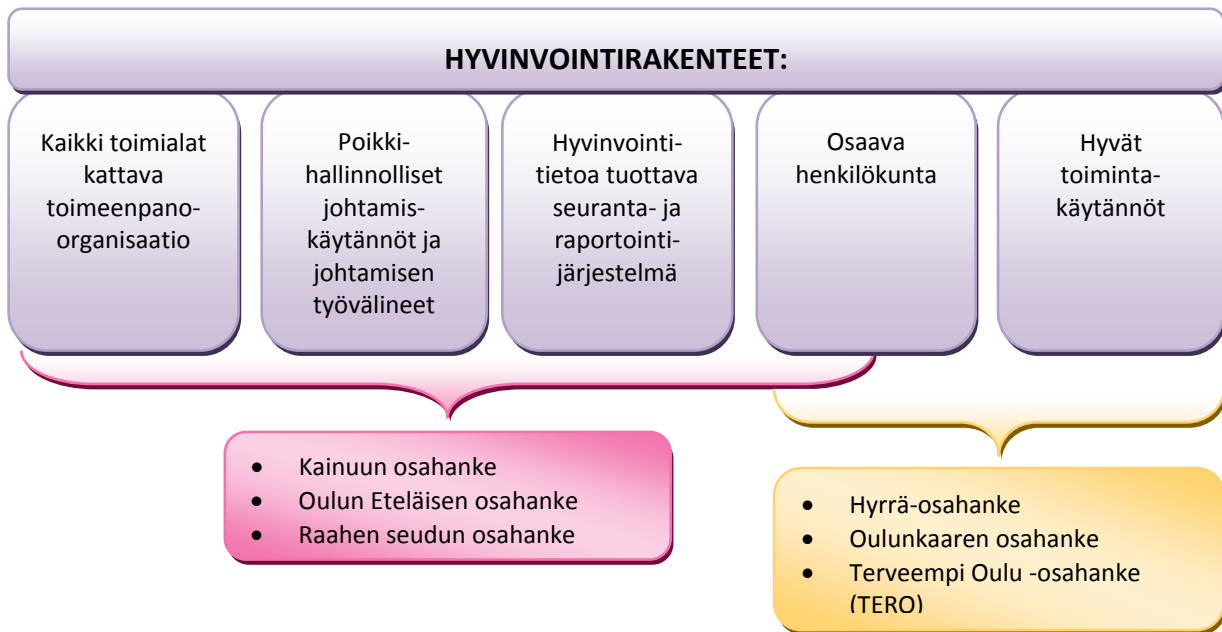 HYVINVOINTIRAKENTEET:
Kaikki toimialat
kattava
toimeenpano-
organisaatio
Poikki-
hallinnolliset
johtamis-
käytännöt ja
johtamisen
työvälineet
Hyvinvointi-
tietoa tuottava
seuranta- ja
raportointi-
järjestelmä
Osaava
henkilökunta
Hyvät
toiminta-
käytännöt
• Kainuun osahanke
• Oulun Eteläisen osahanke
• Raahen seudun osahanke
• Hyrrä-osahanke
• Oulunkaaren osahanke
• Terveempi Oulu -osahanke
(TERO)